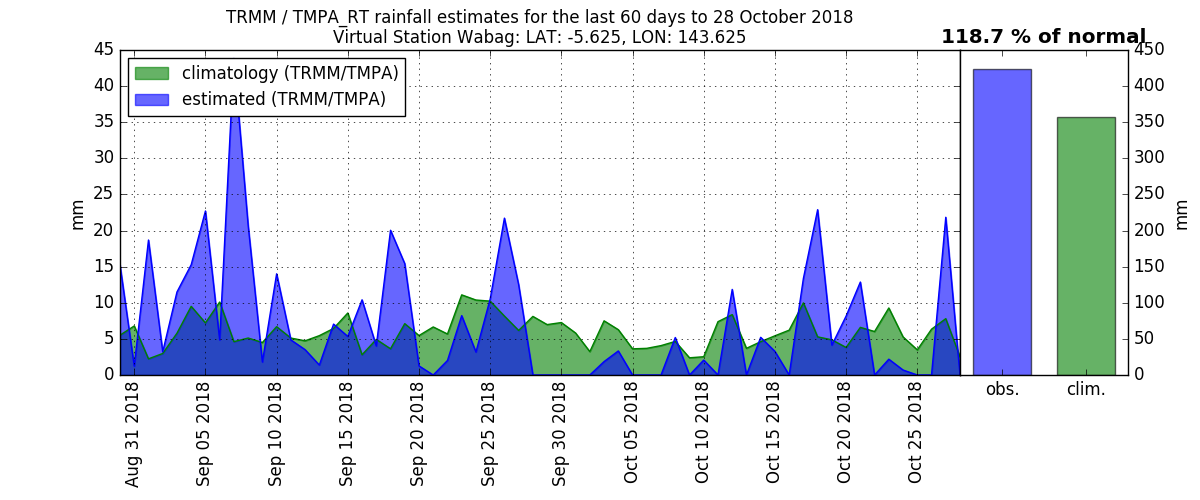 TRMM / TMPA_RT rainfall estimates for the last 60 days to 28 October 2018
Virtual Station Wabag: LAT: -5.625, LON: 143.625
118.7 % of normal
climatology (TRMM/TMPA)
estimated (TRMM/TMPA)
45
40
35
30
25
20
15
10
5
0
mm
Aug 31 2018
Sep 05 2018
Sep 10 2018
Sep 15 2018
Sep 20 2018
Sep 25 2018
Sep 30 2018
Oct 05 2018
Oct 10 2018
Oct 15 2018
Oct 20 2018
Oct 25 2018
450
400
350
300
250
200
150
100
50
0
mm
obs.
clim.